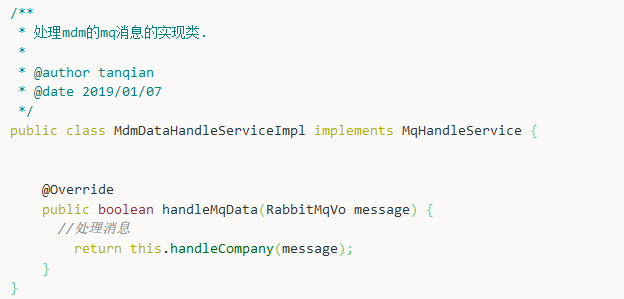 /**
 * 处理mdm的mq消息的实现类.
 *
 * @author tanqian
 * @date 2019/01/07
 */
public class MdmDataHandleServiceImpl implements MqHandleService {
    @Override
    public boolean handleMqData(RabbitMqVo message) {
      //处理消息
        return this.handleCompany(message);
    }
}